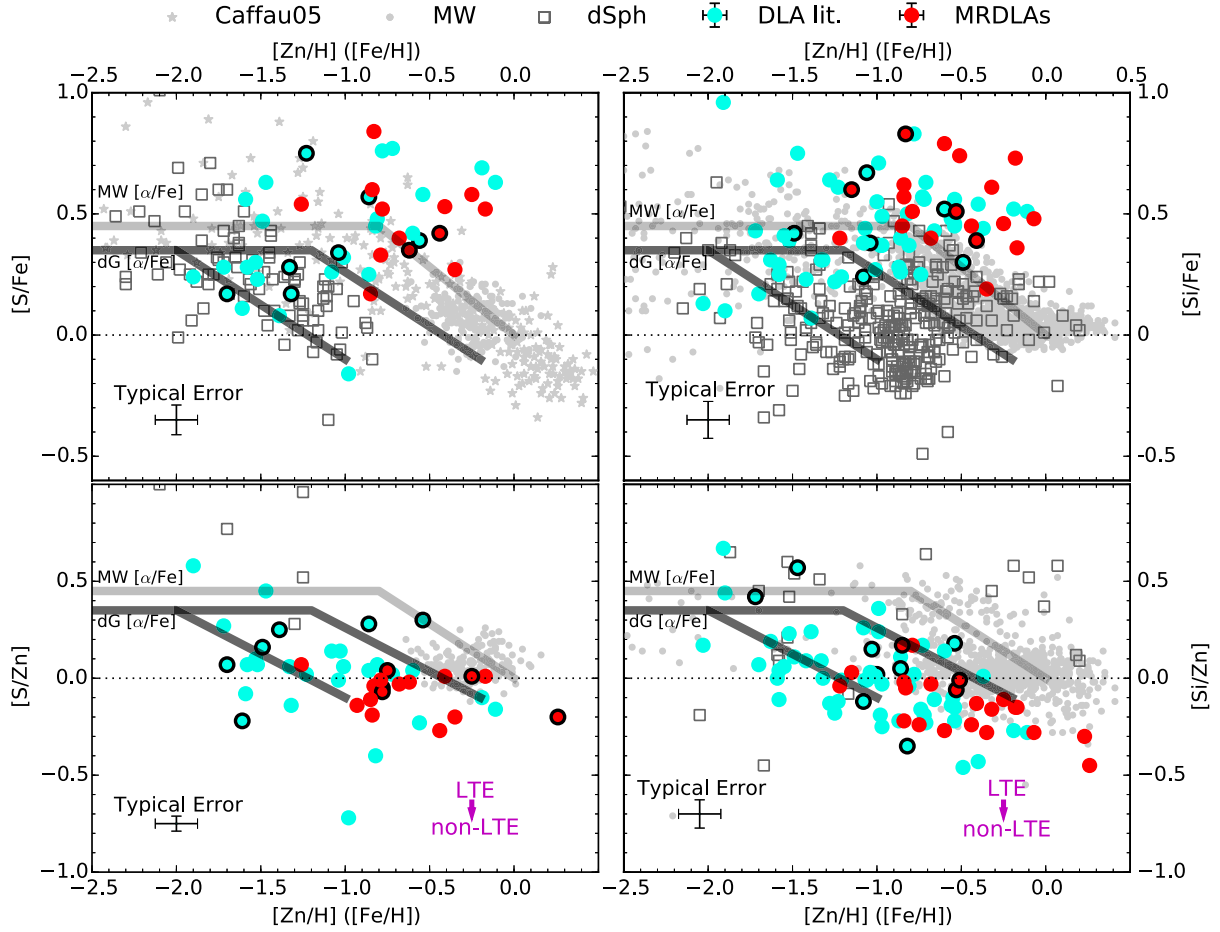 Caffau05 MW dSph DLA lit. MRDLAs
[Zn/H] ([Fe/H]) [Zn/H] ([Fe/H])
−2.5 −2.0 −1.5 −1.0 −0.5 0.0 −2.5 −2.0 −1.5 −1.0 −0.5 0.0 0.5
1.0 1.0
MW [α/Fe] MW [α/Fe]
0.5 0.5
dG [α/Fe] dG [α/Fe]
[S/Fe] [Si/Fe]
0.0 0.0
Typical Error Typical Error
−0.5 -0.5
MW [α/Fe] MW [α/Fe]
0.5 0.5
dG [α/Fe] dG [α/Fe]
[S/Zn] [Si/Zn]
0.0 0.0
−0.5 -0.5
LTE LTE
Typical Error Typical Error
non-LTE non-LTE
−1.0 -1.0
−2.5 −2.0 −1.5 −1.0 −0.5 0.0 −2.5 −2.0 −1.5 −1.0 −0.5 0.0
[Zn/H] ([Fe/H]) [Zn/H] ([Fe/H])